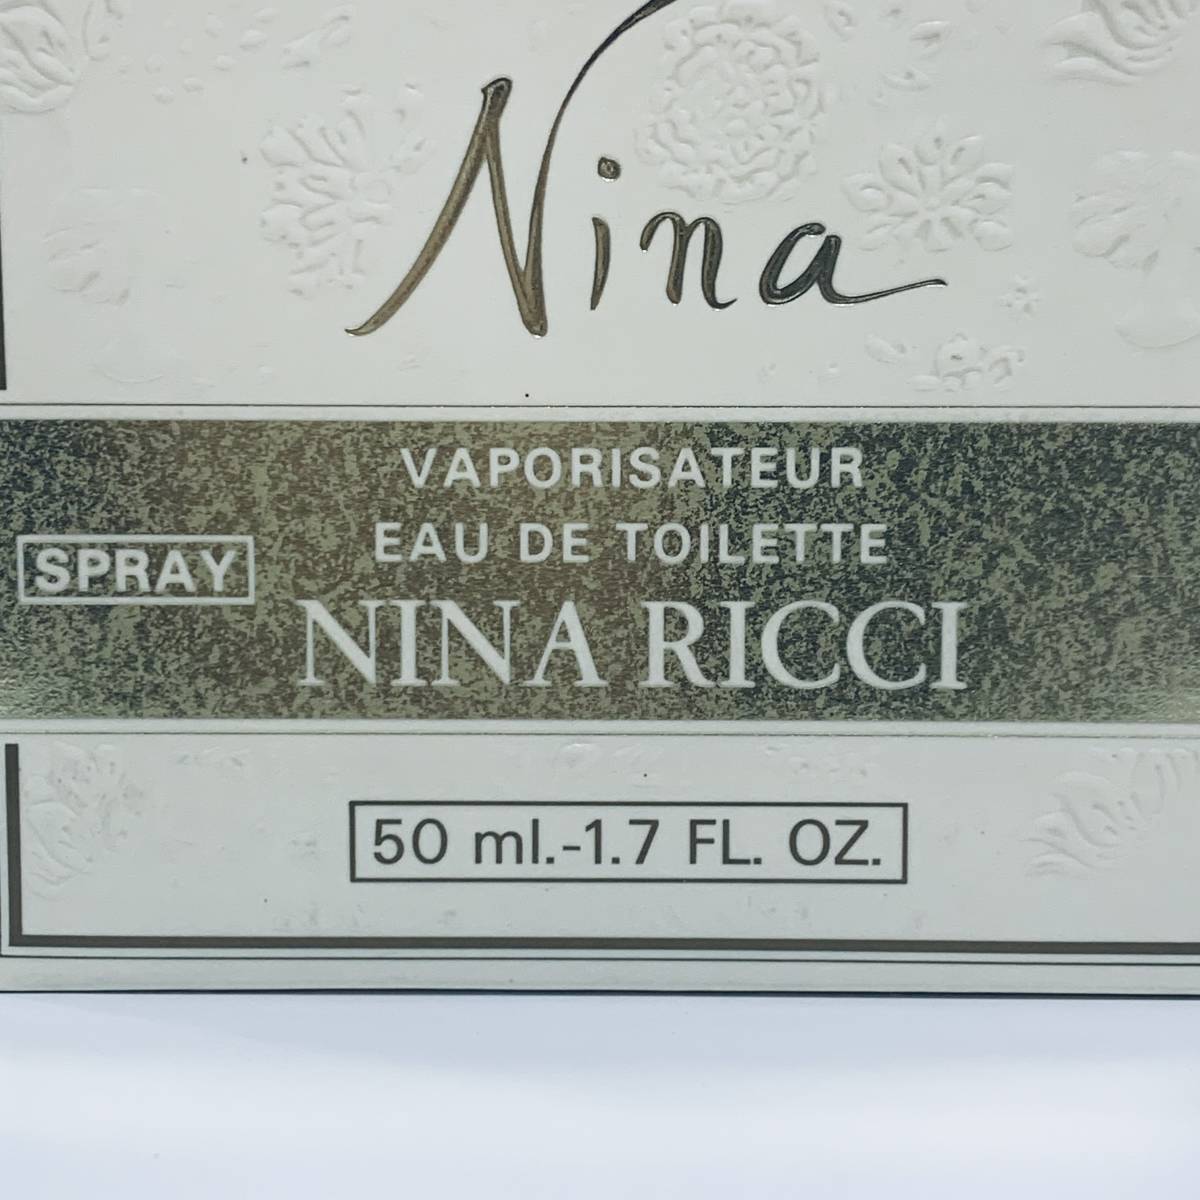 Nina
VAPORISATEUR
EAU DE TOILETTE
SPRAY
NINA RICCI
50 ml.-1.7 FL. OZ.